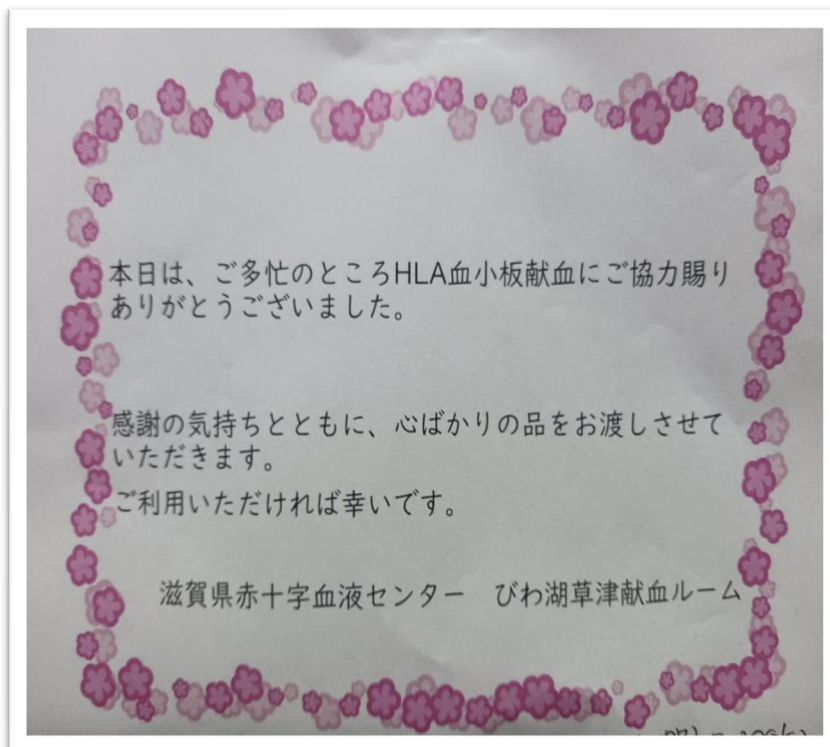 本日は、ご多忙のところHLA血小板献血にご協力賜り
ありがとうございました。
感謝の気持ちとともに、心ばかりの品をお渡しさせて
いただきます。
ご利用いただければ幸いです。
滋賀県赤十字血液センター　びわ湖草津献血ルーム